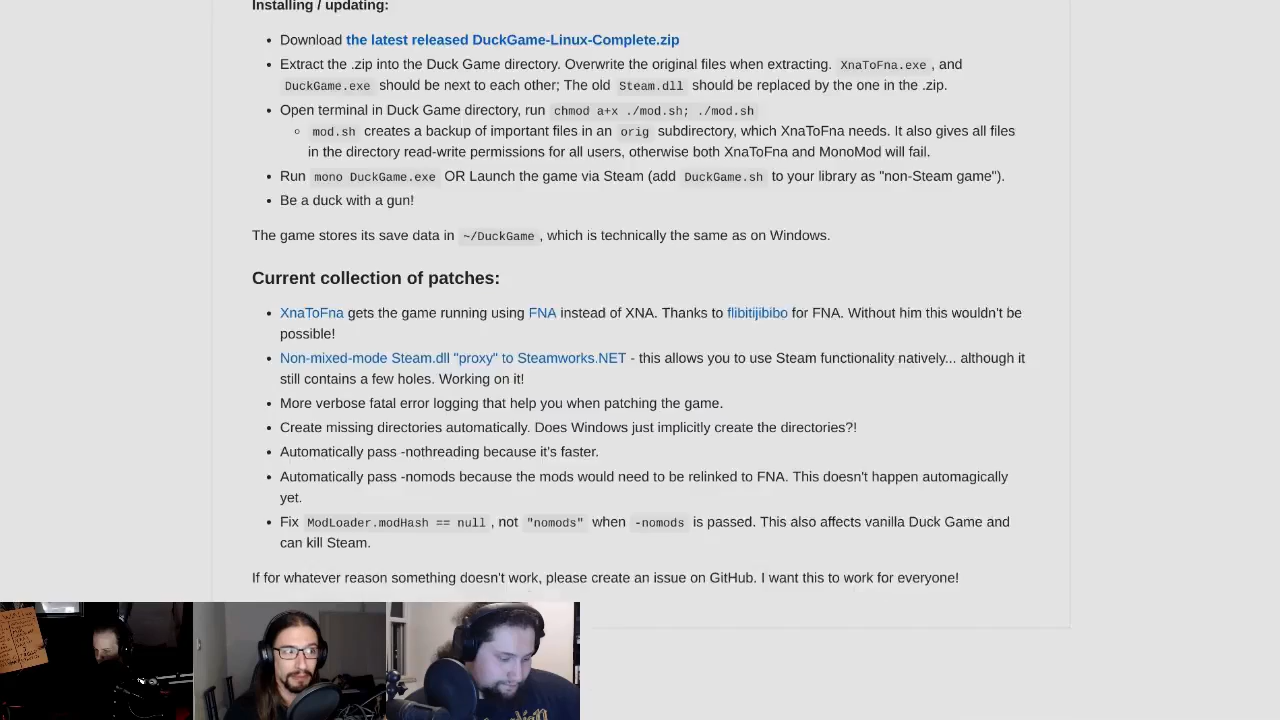 Installing / updating:
• Download the latest released DuckGame-Linux-Complete.zip
• Extract the .zip into the Duck Game directory. Overwrite the original files when extracting. XnaToFna.exe , and
DuckGame.exe should be next to each other; The old Steam.dll should be replaced by the one in the .zip.
• Open terminal in Duck Game directory, run chmod a+x ./mod.sh; ./mod.sh
◦ mod.sh creates a backup of important files in an orig subdirectory, which XnaToFna needs. It also gives all files
in the directory read-write permissions for all users, otherwise both XnaToFna and MonoMod will fail.
• Run mono DuckGame.exe OR Launch the game via Steam (add DuckGame.sh to your library as "non-Steam game").
• Be a duck with a gun!
The game stores its save data in ~/DuckGame , which is technically the same as on Windows.
Current collection of patches:
• XnaToFna gets the game running using FNA instead of XNA. Thanks to flibitijibibo for FNA. Without him this wouldn't be
possible!
• Non-mixed-mode Steam.dll "proxy" to Steamworks.NET - this allows you to use Steam functionality natively... although it
still contains a few holes. Working on it!
• More verbose fatal error logging that help you when patching the game.
• Create missing directories automatically. Does Windows just implicitly create the directories?!
• Automatically pass -nothreading because it's faster.
• Automatically pass -nomods because the mods would need to be relinked to FNA. This doesn't happen automagically
yet.
• Fix ModLoader.modHash == null , not "nomods" when -nomods is passed. This also affects vanilla Duck Game and
can kill Steam.
If for whatever reason something doesn't work, please create an issue on GitHub. I want this to work for everyone!